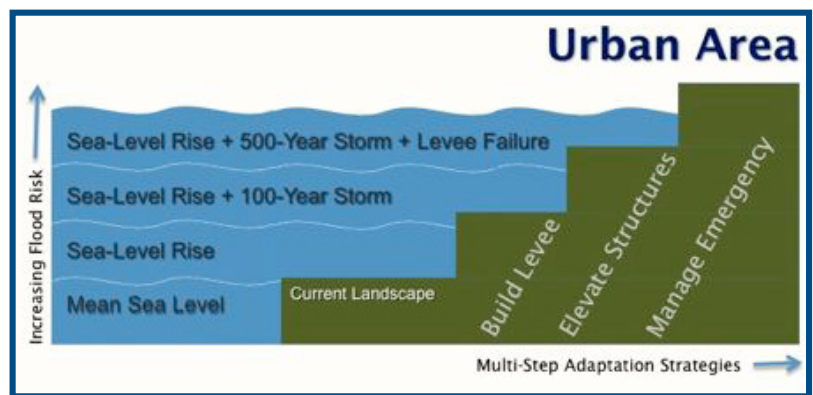 Urban Area
Increasing Flood Risk
Sea-Level Rise + 500-Year Storm + Levee Failure
Sea-Level Rise + 100-Year Storm
Sea-Level Rise
Mean Sea Level
Current Landscape
Build Levee
Elevate Structures
Manage Emergency
Multi-Step Adaptation Strategies